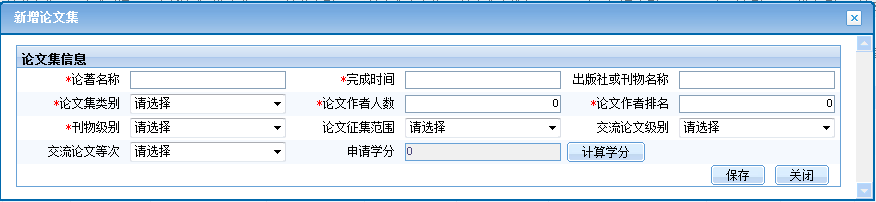 新增论文集
论文集信息
*论著名称 *完成时间 出版社或刊物名称
*论文集类别 请选择 *论文作者人数 0 *论文作者排名 0
*刊物级别 请选择 论文征集范围 请选择 交流论文级别 请选择
交流论文等次 请选择 申请学分 0 计算学分
保存 关闭